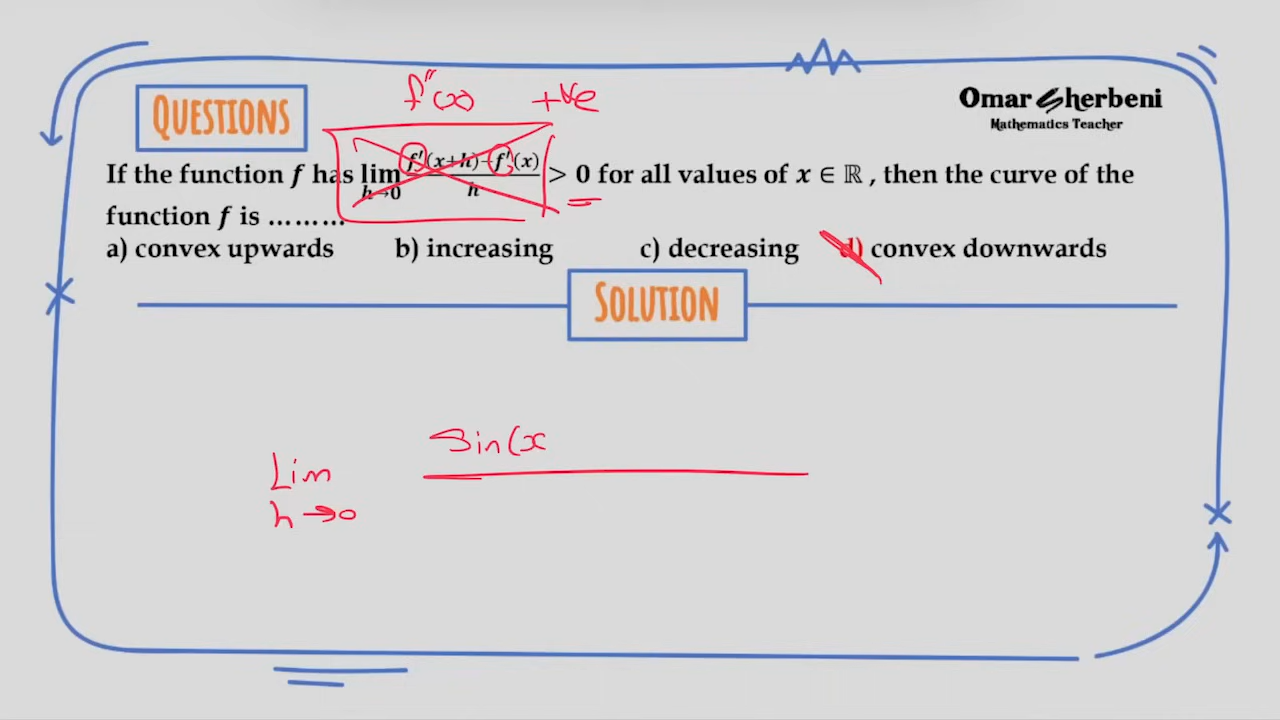 f''(x) +ve
QUESTIONS
Omar Sherbeni
Mathematics Teacher
If the function f has lim h→0 f'(x+h)−f'(x) / h > 0 for all values of x ∈ ℝ , then the curve of the
function f is .........
a) convex upwards b) increasing c) decreasing d) convex downwards
SOLUTION
Sin(x
Lim
h→0